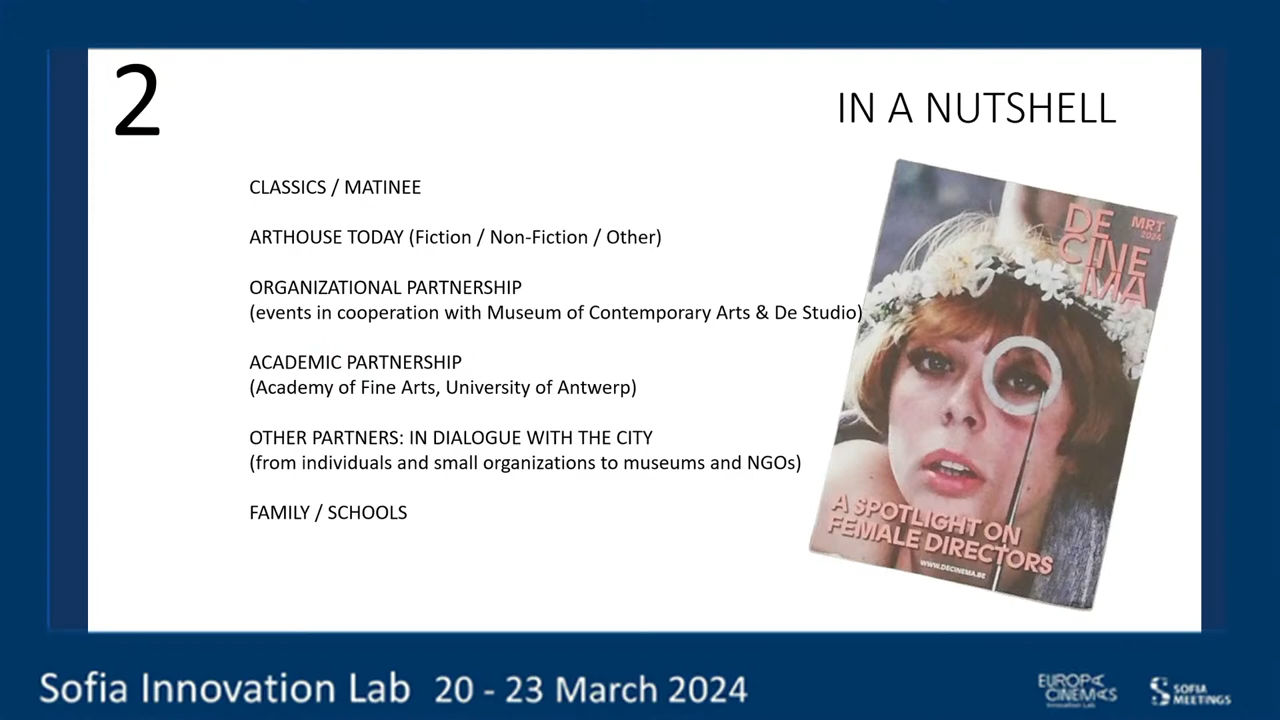 2
IN A NUTSHELL
CLASSICS / MATINEE
ARTHOUSE TODAY (Fiction / Non-Fiction / Other)
ORGANIZATIONAL PARTNERSHIP
(events in cooperation with Museum of Contemporary Arts & De Studio)
ACADEMIC PARTNERSHIP
(Academy of Fine Arts, University of Antwerp)
OTHER PARTNERS: IN DIALOGUE WITH THE CITY
(from individuals and small organizations to museums and NGOs)
FAMILY / SCHOOLS
DE
CINE
MA
MRT
2024
A SPOTLIGHT ON
FEMALE DIRECTORS
WWW.DECINEMA.BE
Sofia Innovation Lab 20 - 23 March 2024
EUROPA
CINEMAS
Innovation Lab
SOFIA
MEETINGS